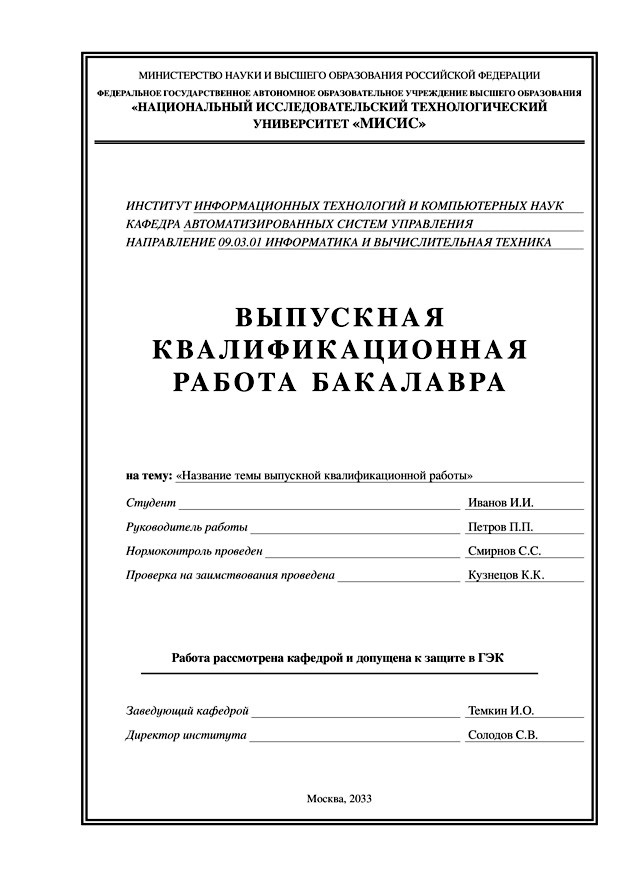 МИНИСТЕРСТВО НАУКИ И ВЫСШЕГО ОБРАЗОВАНИЯ РОССИЙСКОЙ ФЕДЕРАЦИИ
ФЕДЕРАЛЬНОЕ ГОСУДАРСТВЕННОЕ АВТОНОМНОЕ ОБРАЗОВАТЕЛЬНОЕ УЧРЕЖДЕНИЕ ВЫСШЕГО ОБРАЗОВАНИЯ
«НАЦИОНАЛЬНЫЙ ИССЛЕДОВАТЕЛЬСКИЙ ТЕХНОЛОГИЧЕСКИЙ
УНИВЕРСИТЕТ «МИСИС»
ИНСТИТУТ ИНФОРМАЦИОННЫХ ТЕХНОЛОГИЙ И КОМПЬЮТЕРНЫХ НАУК
КАФЕДРА АВТОМАТИЗИРОВАННЫХ СИСТЕМ УПРАВЛЕНИЯ
НАПРАВЛЕНИЕ 09.03.01 ИНФОРМАТИКА И ВЫЧИСЛИТЕЛЬНАЯ ТЕХНИКА
ВЫПУСКНАЯ
КВАЛИФИКАЦИОННАЯ
РАБОТА БАКАЛАВРА
на тему: «Название темы выпускной квалификационной работы»
Студент Иванов И.И.
Руководитель работы Петров П.П.
Нормоконтроль проведен Смирнов С.С.
Проверка на заимствования проведена Кузнецов К.К.
Работа рассмотрена кафедрой и допущена к защите в ГЭК
Заведующий кафедрой Темкин И.О.
Директор института Солодов С.В.
Москва, 2033